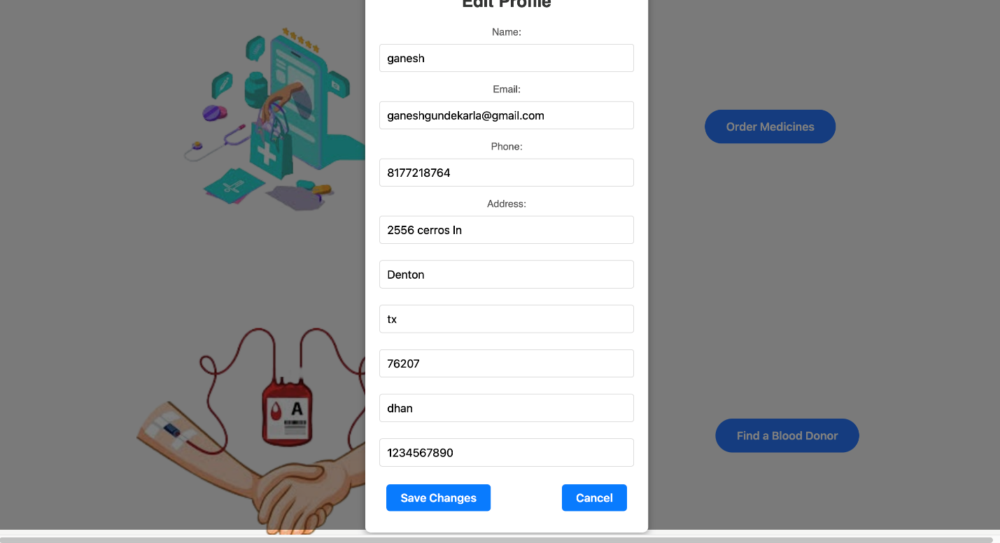 Edit Profile
Name:
ganesh
Email:
ganeshgundekarla@gmail.com
Order Medicines
Phone:
8177218764
Address:
2556 cerros ln
Denton
tx
76207
A
dhan
Find a Blood Donor
1234567890
Save Changes
Cancel